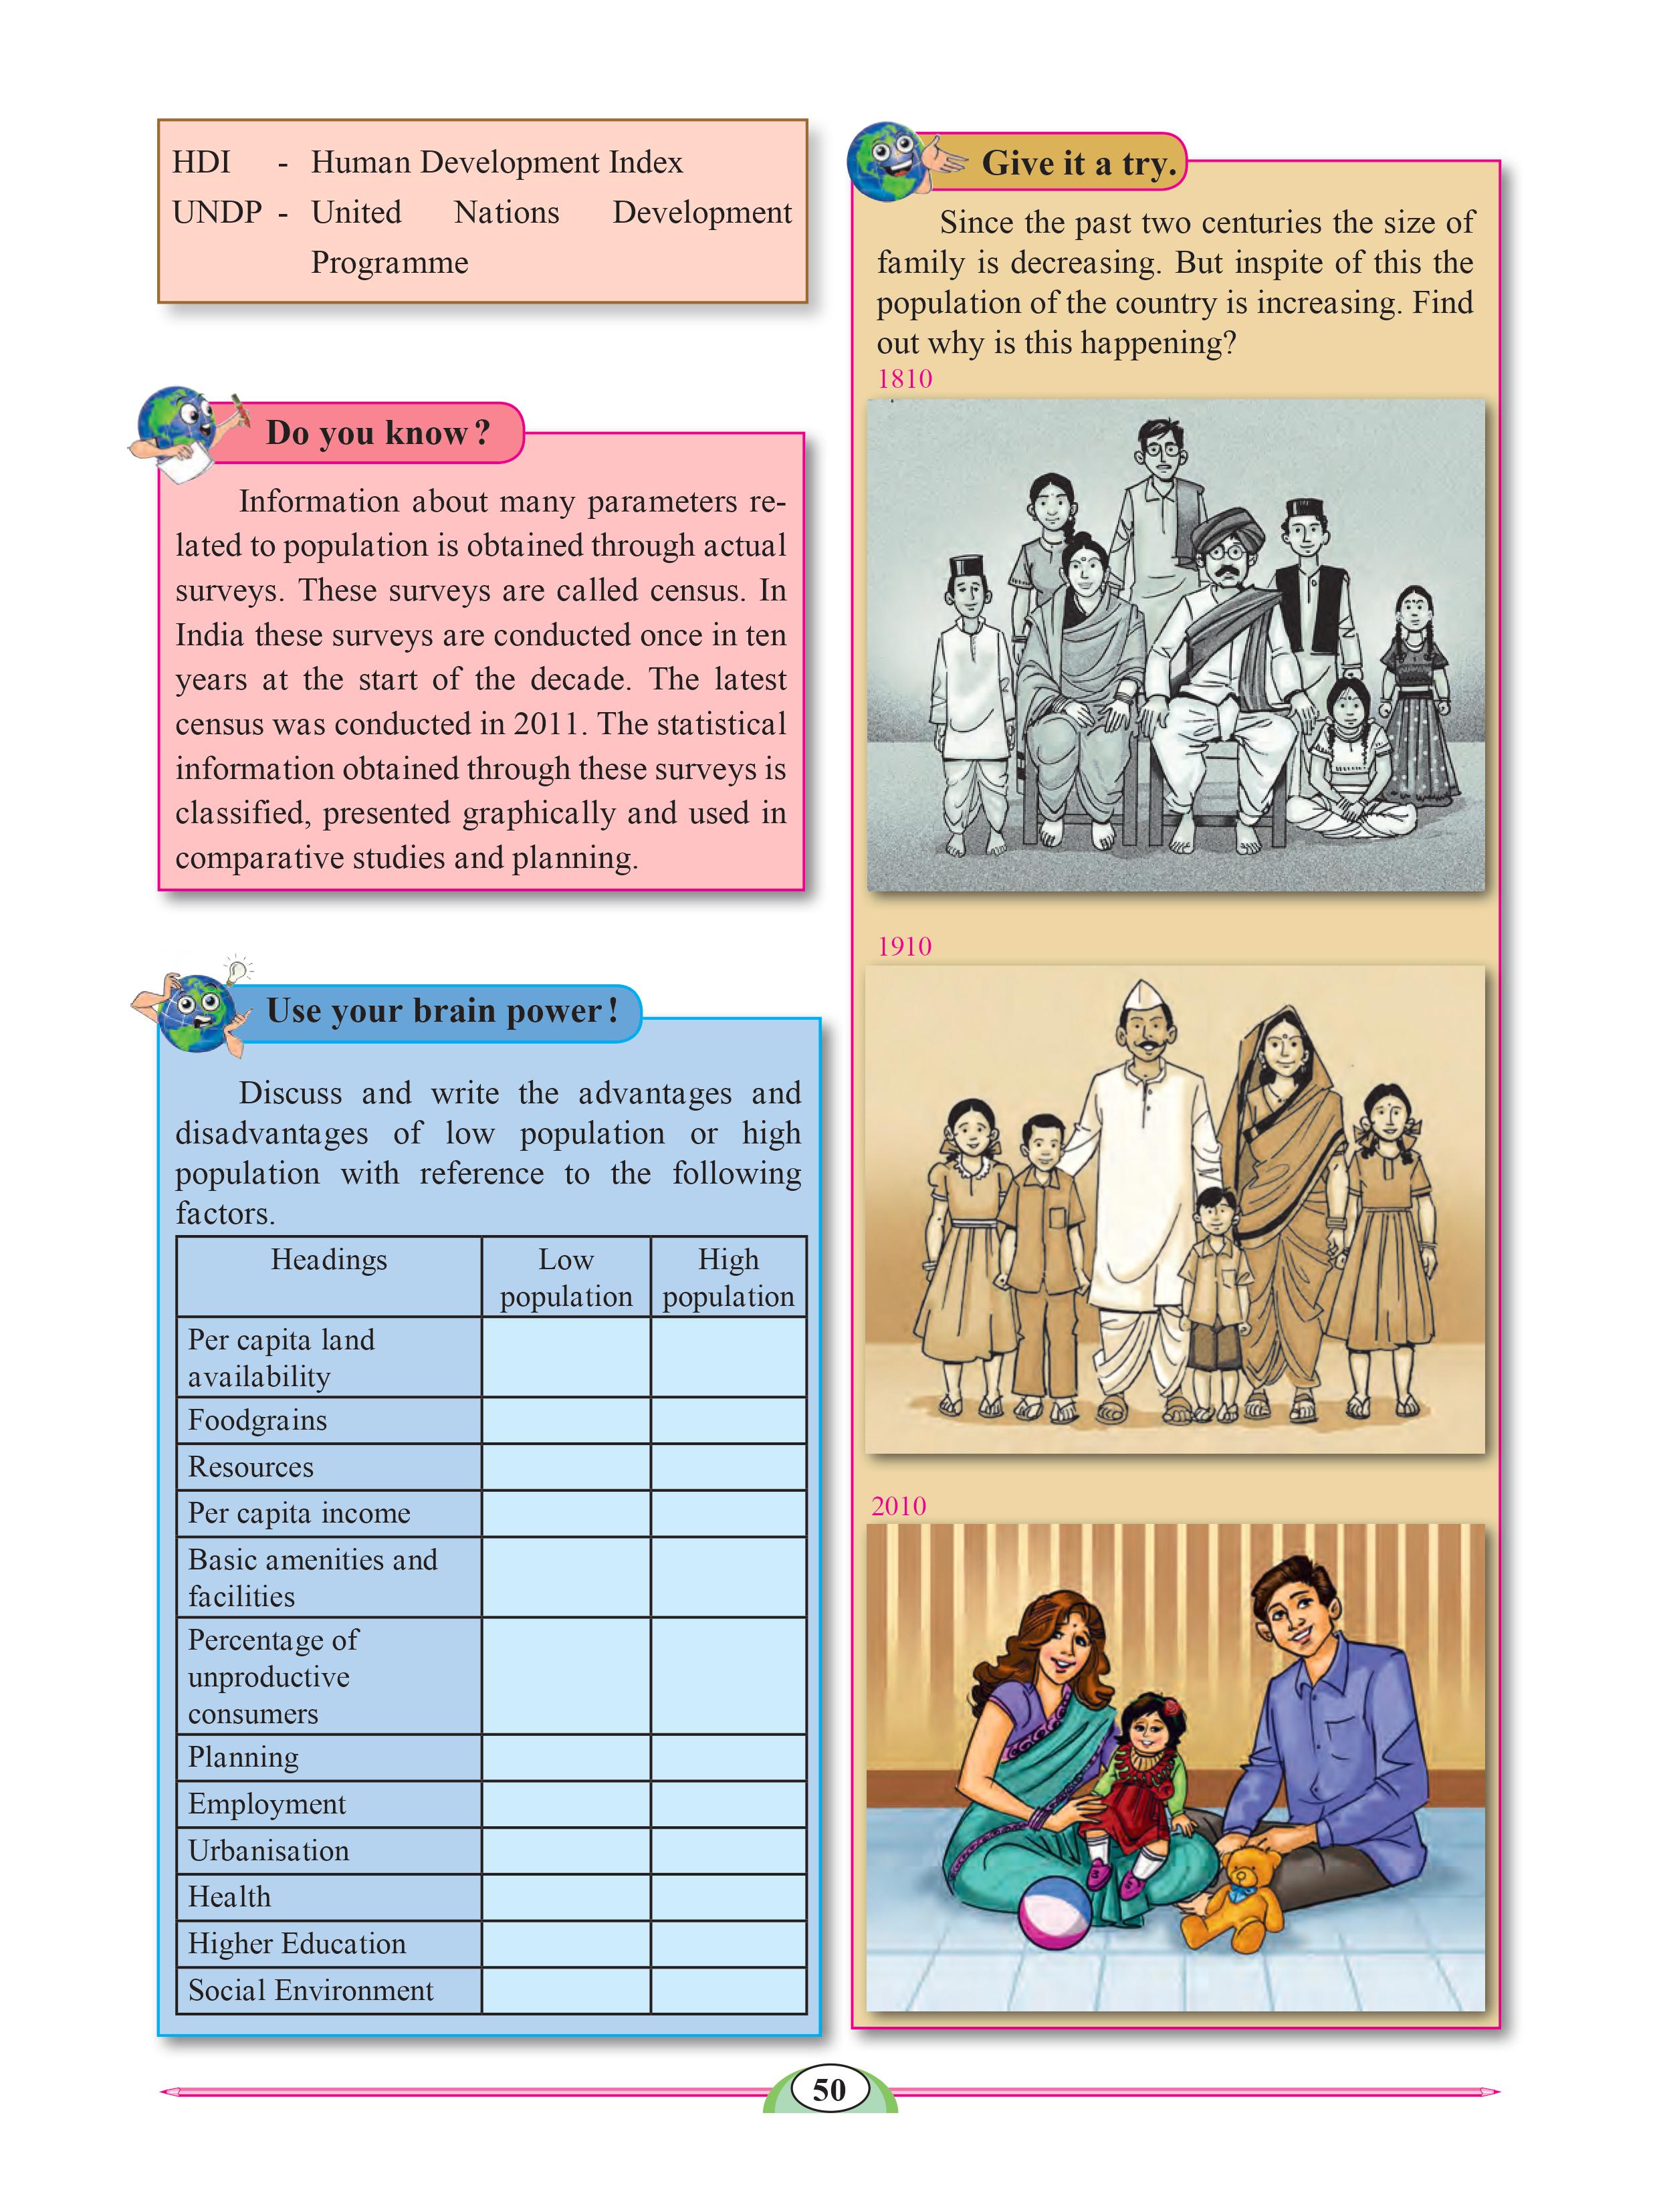 HDI - Human Development Index
UNDP - United Nations Development
Programme
Do you know?
Information about many parameters re-
lated to population is obtained through actual
surveys. These surveys are called census. In
India these surveys are conducted once in ten
years at the start of the decade. The latest
census was conducted in 2011. The statistical
information obtained through these surveys is
classified, presented graphically and used in
comparative studies and planning.
Use your brain power!
Discuss and write the advantages and
disadvantages of low population or high
population with reference to the following
factors.
Headings Low High
population population
Per capita land
availability
Foodgrains
Resources
Per capita income
Basic amenities and
facilities
Percentage of
unproductive
consumers
Planning
Employment
Urbanisation
Health
Higher Education
Social Environment
Give it a try.
Since the past two centuries the size of
family is decreasing. But inspite of this the
population of the country is increasing. Find
out why is this happening?
1810
1910
2010
50